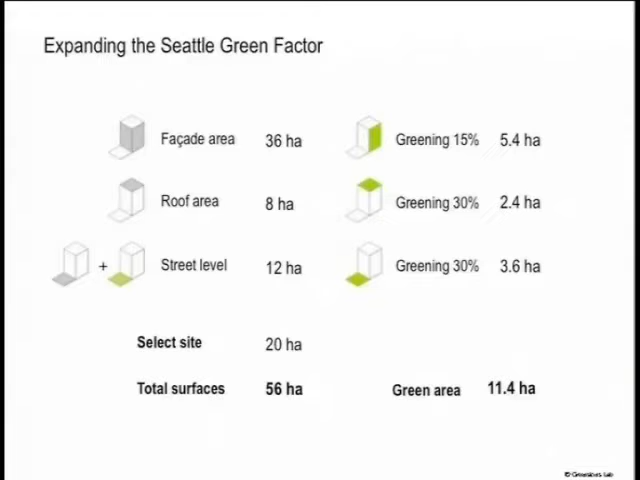 Expanding the Seattle Green Factor
Façade area 36 ha Greening 15% 5.4 ha
Roof area 8 ha Greening 30% 2.4 ha
+ Street level 12 ha Greening 30% 3.6 ha
Select site 20 ha
Total surfaces 56 ha Green area 11.4 ha